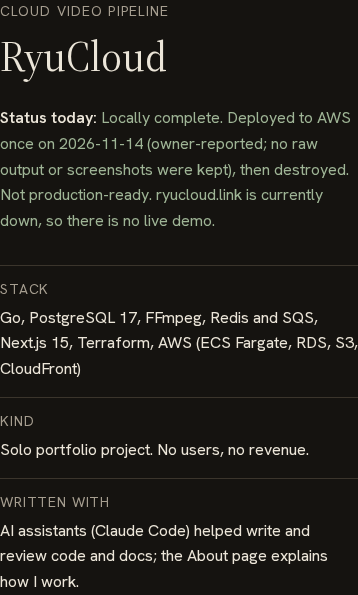 CLOUD VIDEO PIPELINE
RyuCloud
Status today: Locally complete. Deployed to AWS
once on 2026-11-14 (owner-reported; no raw
output or screenshots were kept), then destroyed.
Not production-ready. ryucloud.link is currently
down, so there is no live demo.
STACK
Go, PostgreSQL 17, FFmpeg, Redis and SQS,
Next.js 15, Terraform, AWS (ECS Fargate, RDS, S3,
CloudFront)
KIND
Solo portfolio project. No users, no revenue.
WRITTEN WITH
AI assistants (Claude Code) helped write and
review code and docs; the About page explains
how I work.